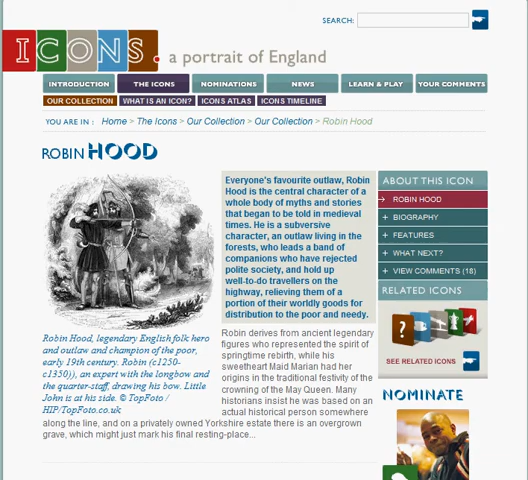 SEARCH:
ICONS. a portrait of England
INTRODUCTION THE ICONS NOMINATIONS NEWS LEARN & PLAY YOUR COMMENTS
OUR COLLECTION WHAT IS AN ICON? ICONS ATLAS ICONS TIMELINE
YOU ARE IN : Home > The Icons > Our Collection > Our Collection > Robin Hood
ROBIN HOOD
Everyone's favourite outlaw, Robin
Hood is the central character of a
whole body of myths and stories
that began to be told in medieval
times. He is a subversive
character, an outlaw living in the
forests, who leads a band of
companions who have rejected
polite society, and hold up
well-to-do travellers on the
highway, relieving them of a
portion of their worldly goods for
distribution to the poor and needy.
Robin Hood, legendary English folk hero
and outlaw and champion of the poor,
early 19th century. Robin (c1250-
c1350)), an expert with the longbow and
the quarter-staff, drawing his bow. Little
John is at his side. © TopFoto /
HIP/TopFoto.co.uk
Robin derives from ancient legendary
figures who represented the spirit of
springtime rebirth, while his
sweetheart Maid Marian had her
origins in the traditional festivity of the
crowning of the May Queen. Many
historians insist he was based on an
actual historical person somewhere
along the line, and on a privately owned Yorkshire estate there is an overgrown
grave, which might just mark his final resting-place...
ABOUT THIS ICON
ROBIN HOOD
+ BIOGRAPHY
+ FEATURES
+ WHAT NEXT?
+ VIEW COMMENTS (18)
RELATED ICONS
?
SEE RELATED ICONS
NOMINATE